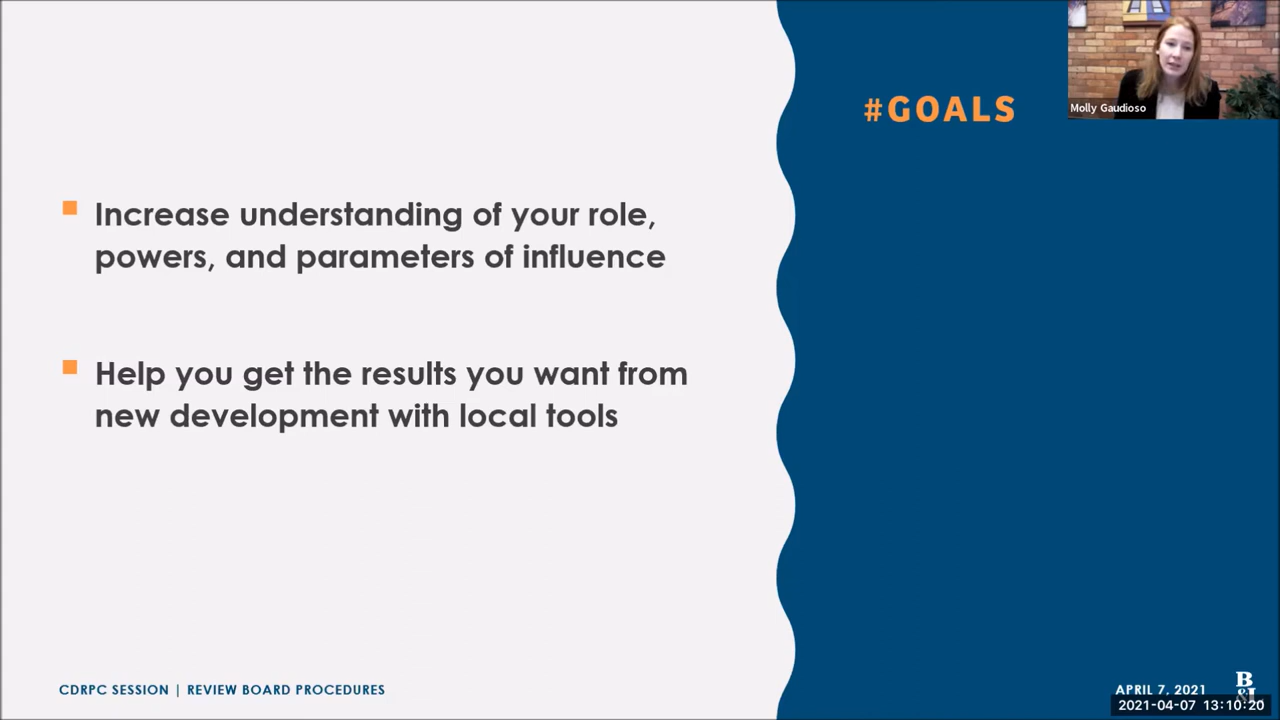 #GOALS
Molly Gaudioso
Increase understanding of your role,
powers, and parameters of influence
Help you get the results you want from
new development with local tools
CDRPC SESSION | REVIEW BOARD PROCEDURES
APRIL 7, 2021
B
&L
2021-04-07 13:10:20